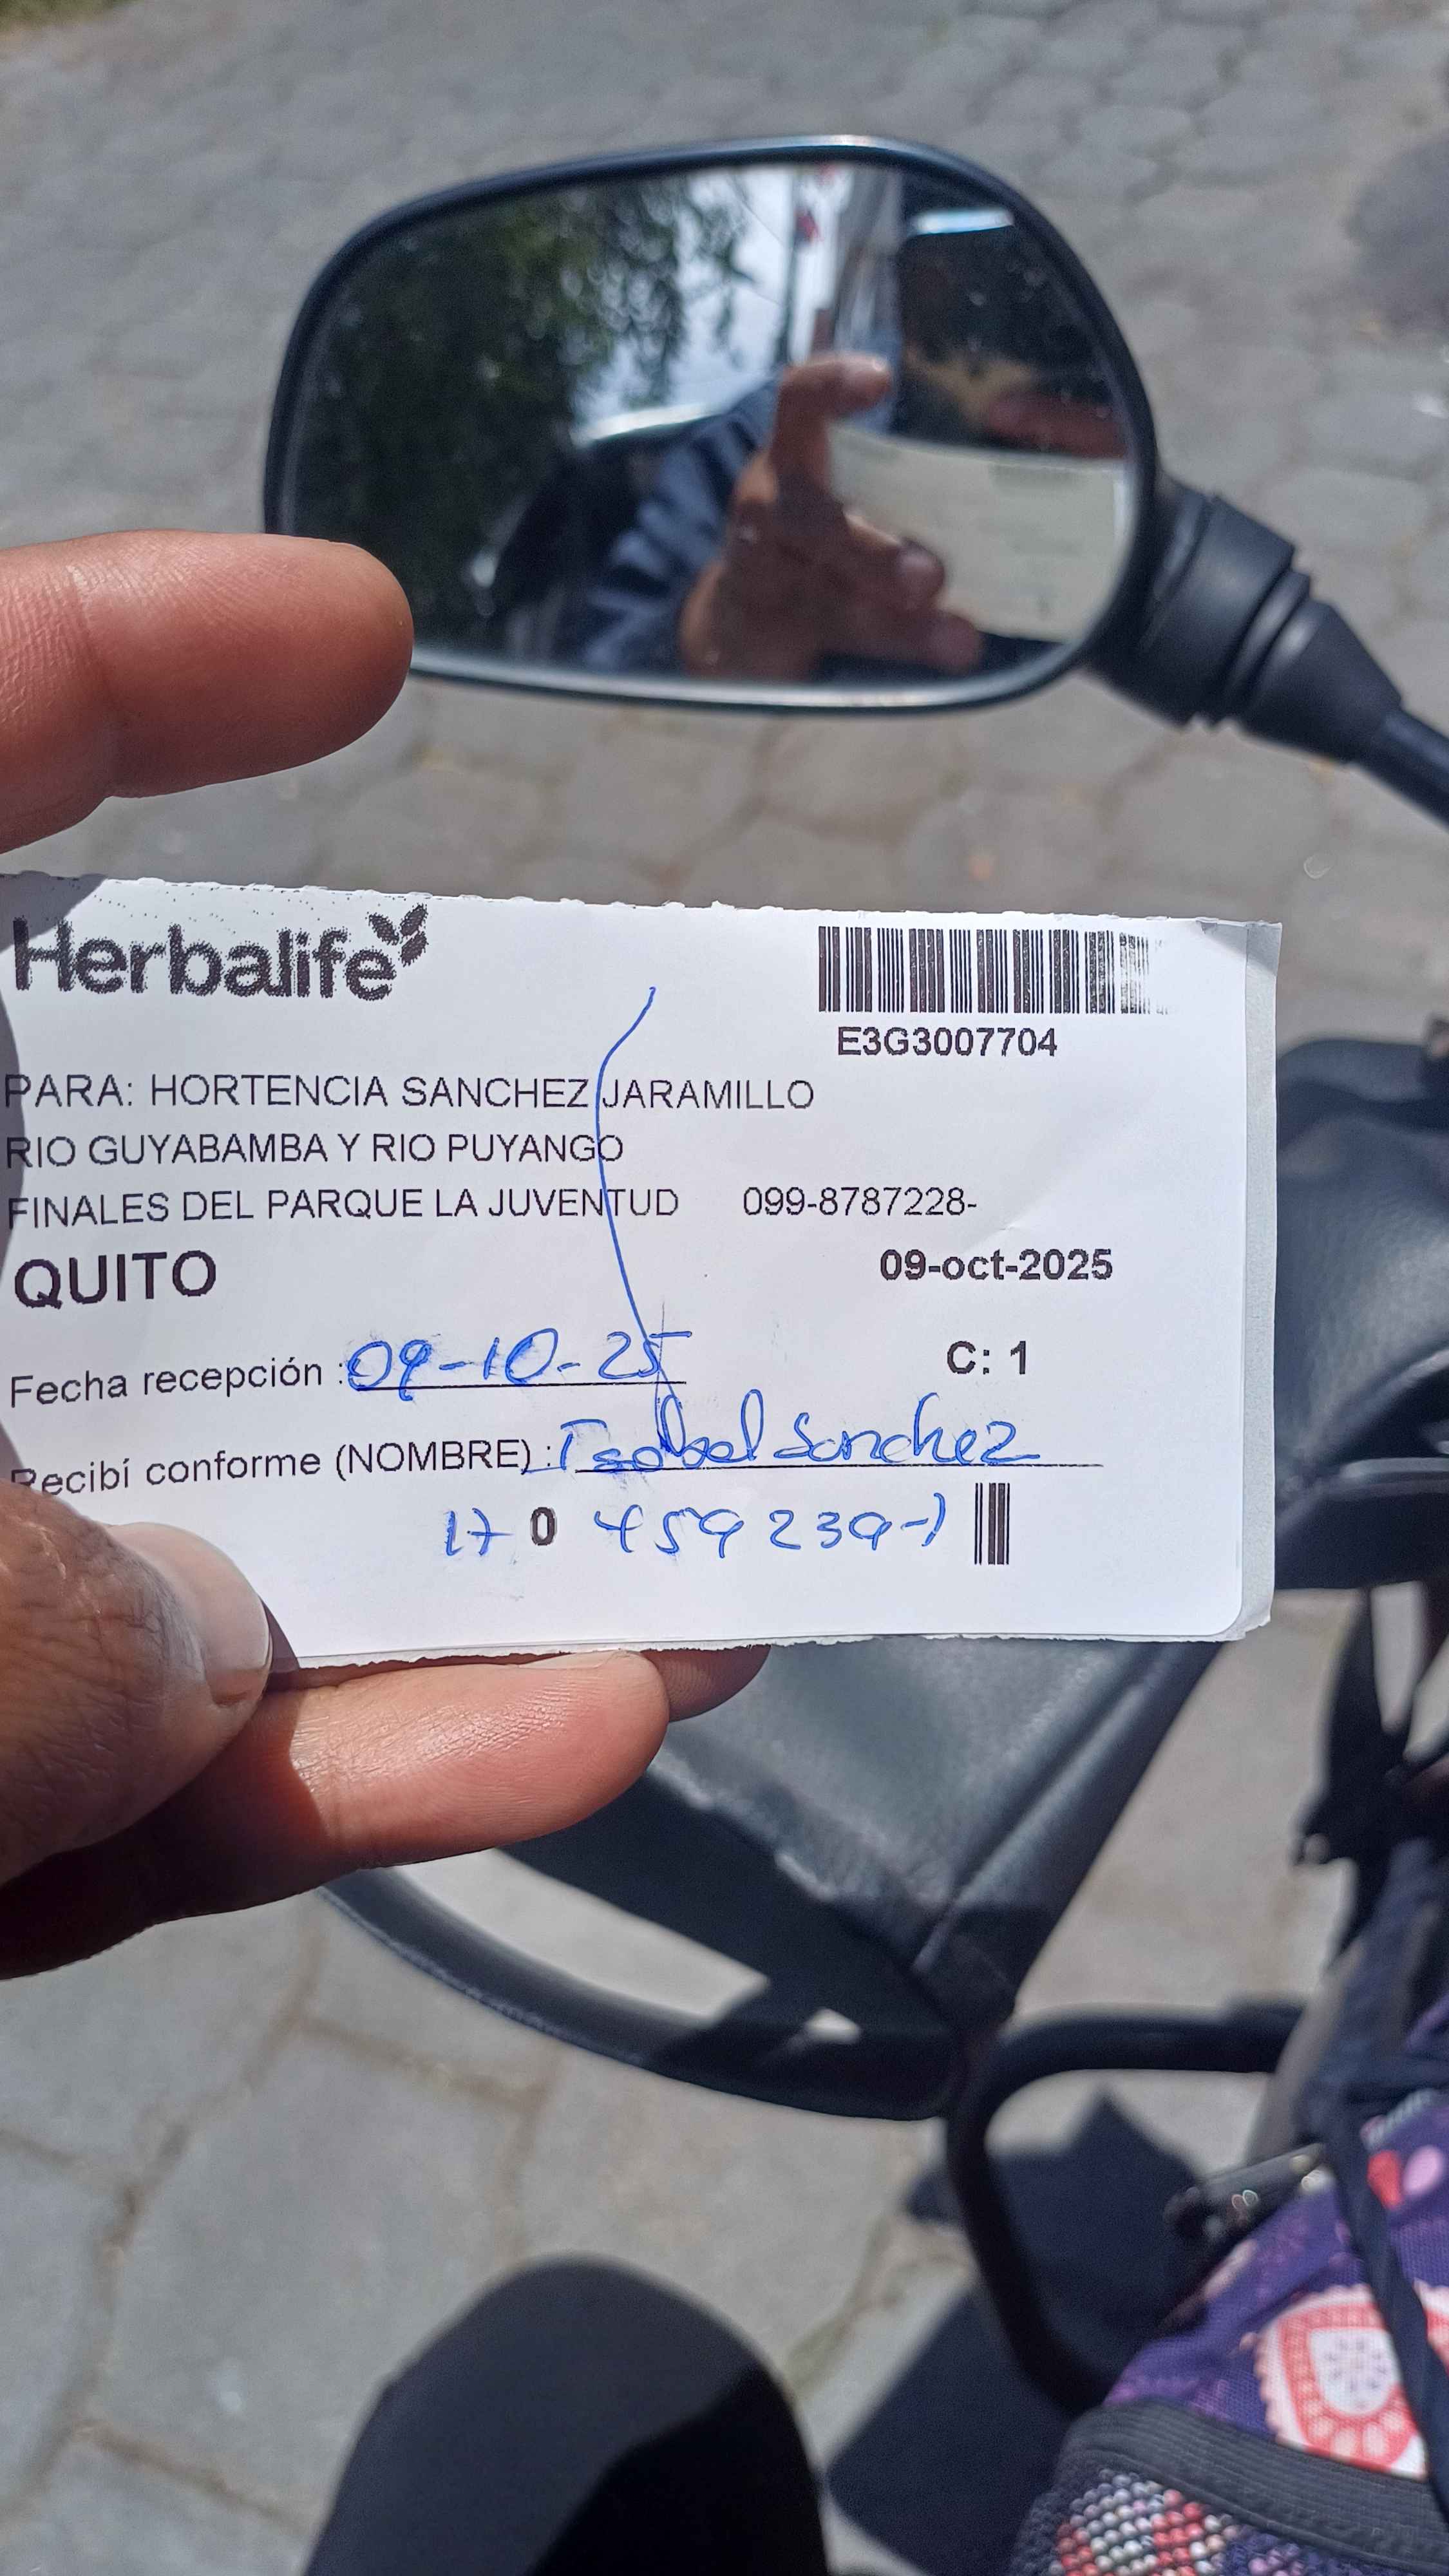 Herbalife
E3G3007704
PARA: HORTENCIA SANCHEZ JARAMILLO
RIO GUYABAMBA Y RIO PUYANGO
FINALES DEL PARQUE LA JUVENTUD 099-8787228-
QUITO 09-oct-2025
Fecha recepción : 09-10-25 C: 1
Recibí conforme (NOMBRE) : Isabel Sanchez
17 0 459239-1